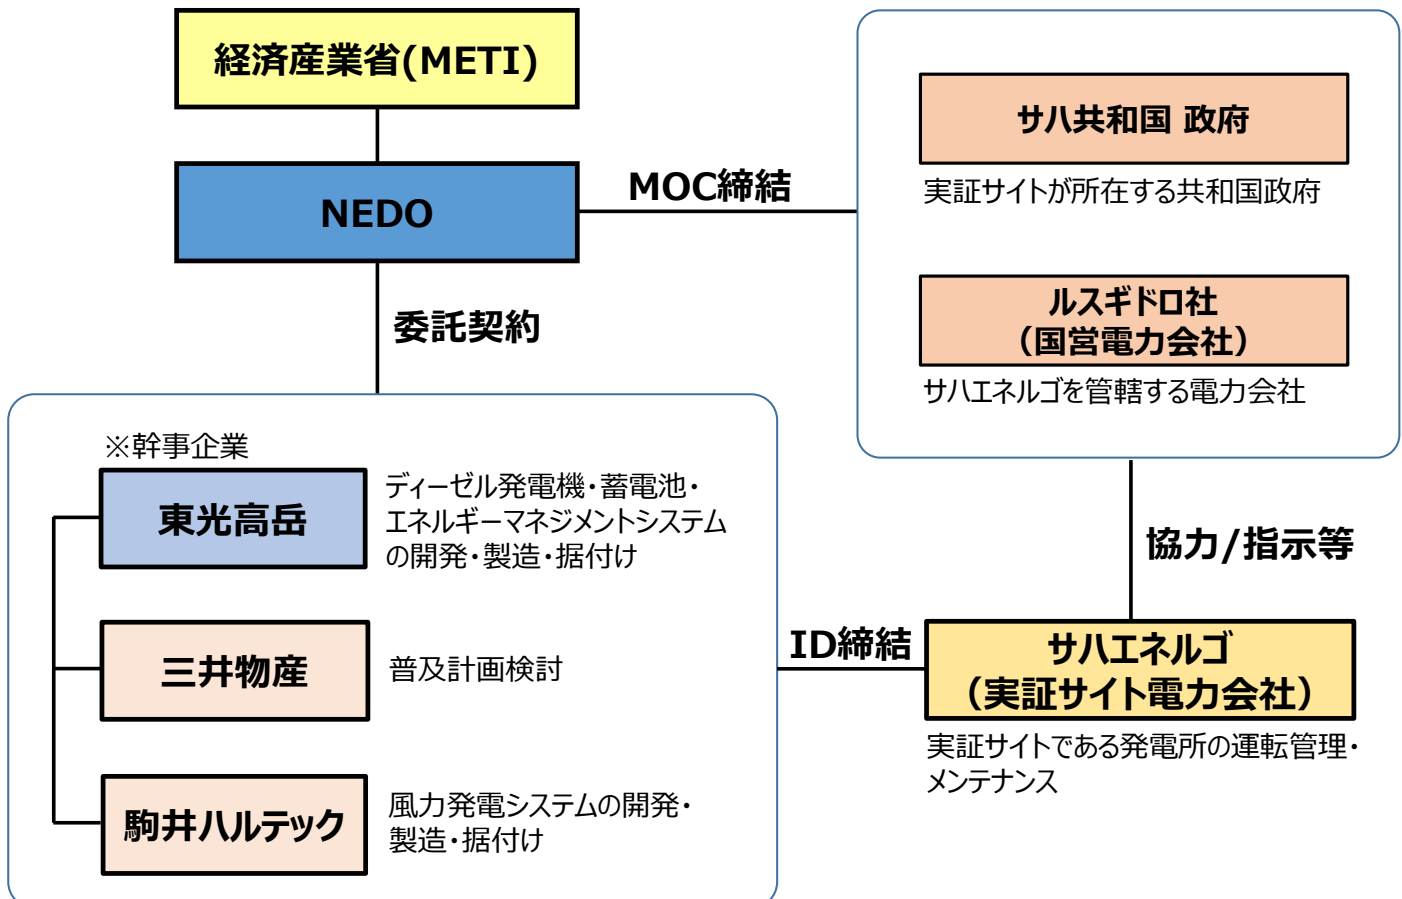 経済産業省(METI)
NEDO
MOC締結
サハ共和国 政府
実証サイトが所在する共和国政府
ルスギドロ社
（国営電力会社）
サハエネルゴを管轄する電力会社
委託契約
※幹事企業
東光高岳
ディーゼル発電機・蓄電池・
エネルギーマネジメントシステム
の開発・製造・据付け
三井物産
普及計画検討
駒井ハルテック
風力発電システムの開発・
製造・据付け
協力/指示等
ID締結
サハエネルゴ
（実証サイト電力会社）
実証サイトである発電所の運転管理・
メンテナンス